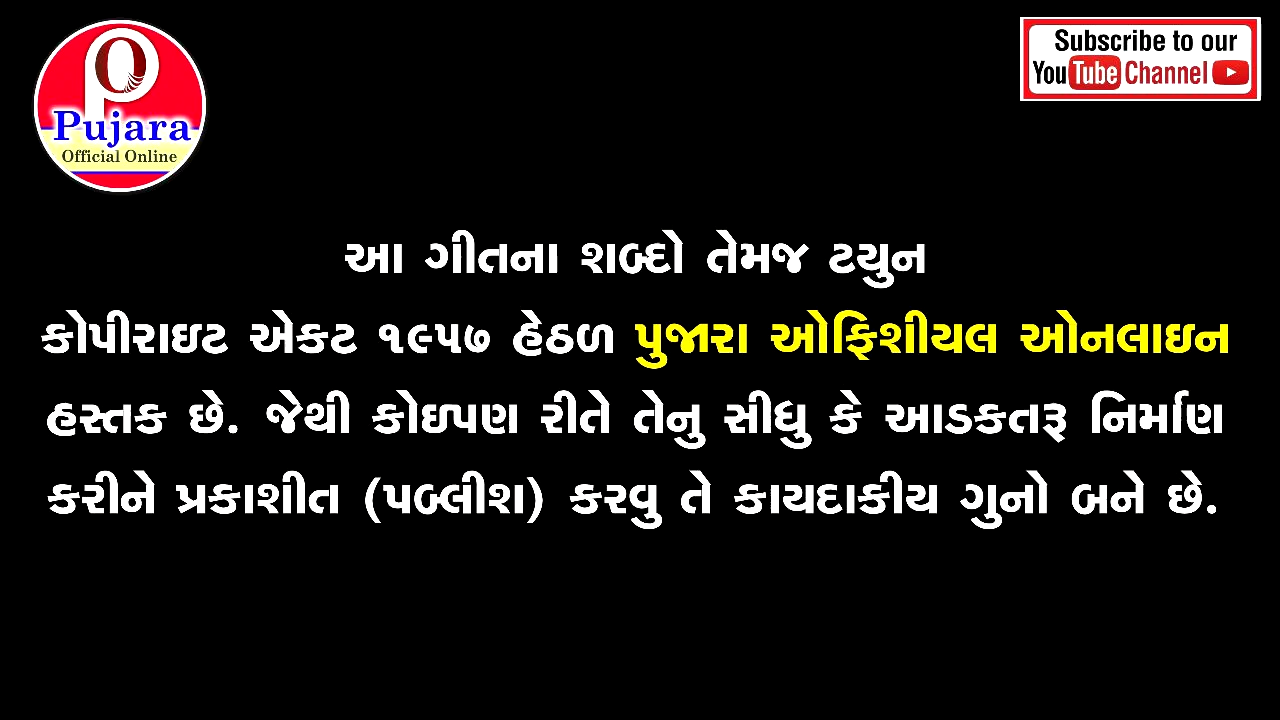 Pujara
Official Online
Subscribe to our
YouTube Channel
આ ગીતના શબ્દો તેમજ ટયુન
કોપીરાઇટ એકટ ૧૯૫૭ હેઠળ પુજારા ઓફિશીયલ ઓનલાઇન
હસ્તક છે. જેથી કોઇપણ રીતે તેનુ સીધુ કે આડકતરૂ નિર્માણ
કરીને પ્રકાશીત (પબ્લીશ) કરવુ તે કાયદાકીય ગુનો બને છે.